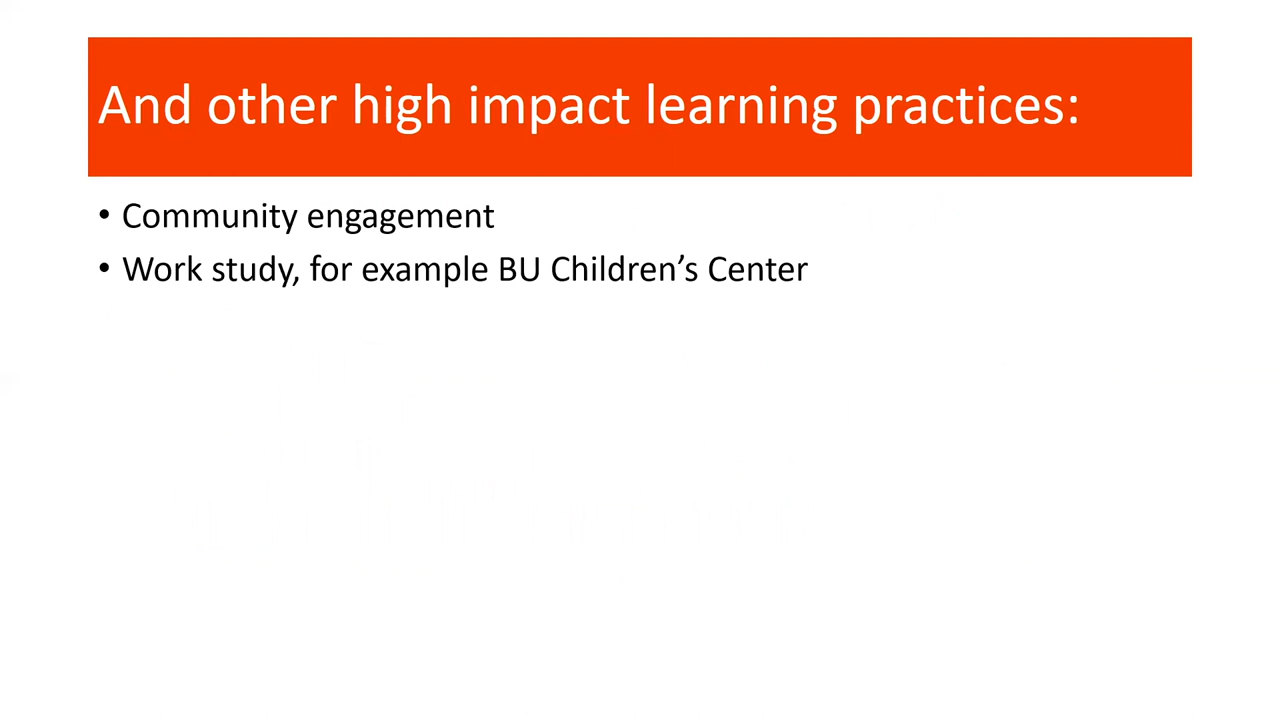 And other high impact learning practices:
• Community engagement
• Work study, for example BU Children’s Center